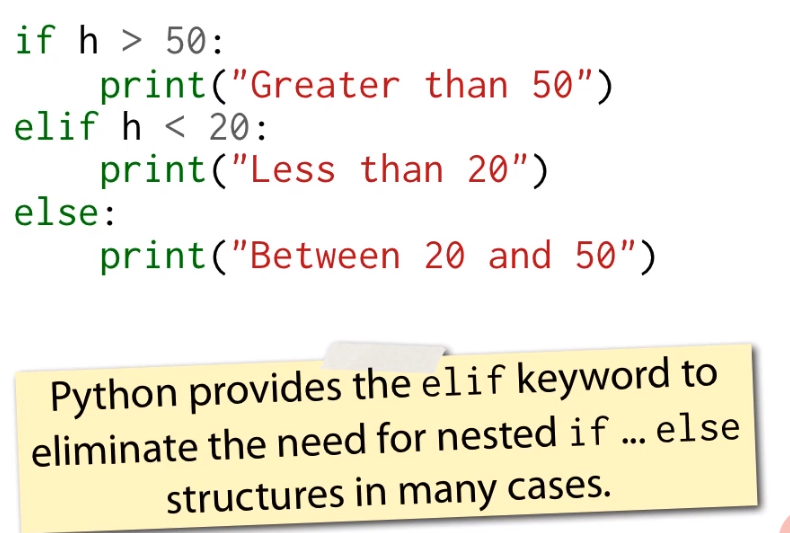 if h > 50:
    print("Greater than 50")
elif h < 20:
    print("Less than 20")
else:
    print("Between 20 and 50")
Python provides the elif keyword to
eliminate the need for nested if ... else
structures in many cases.